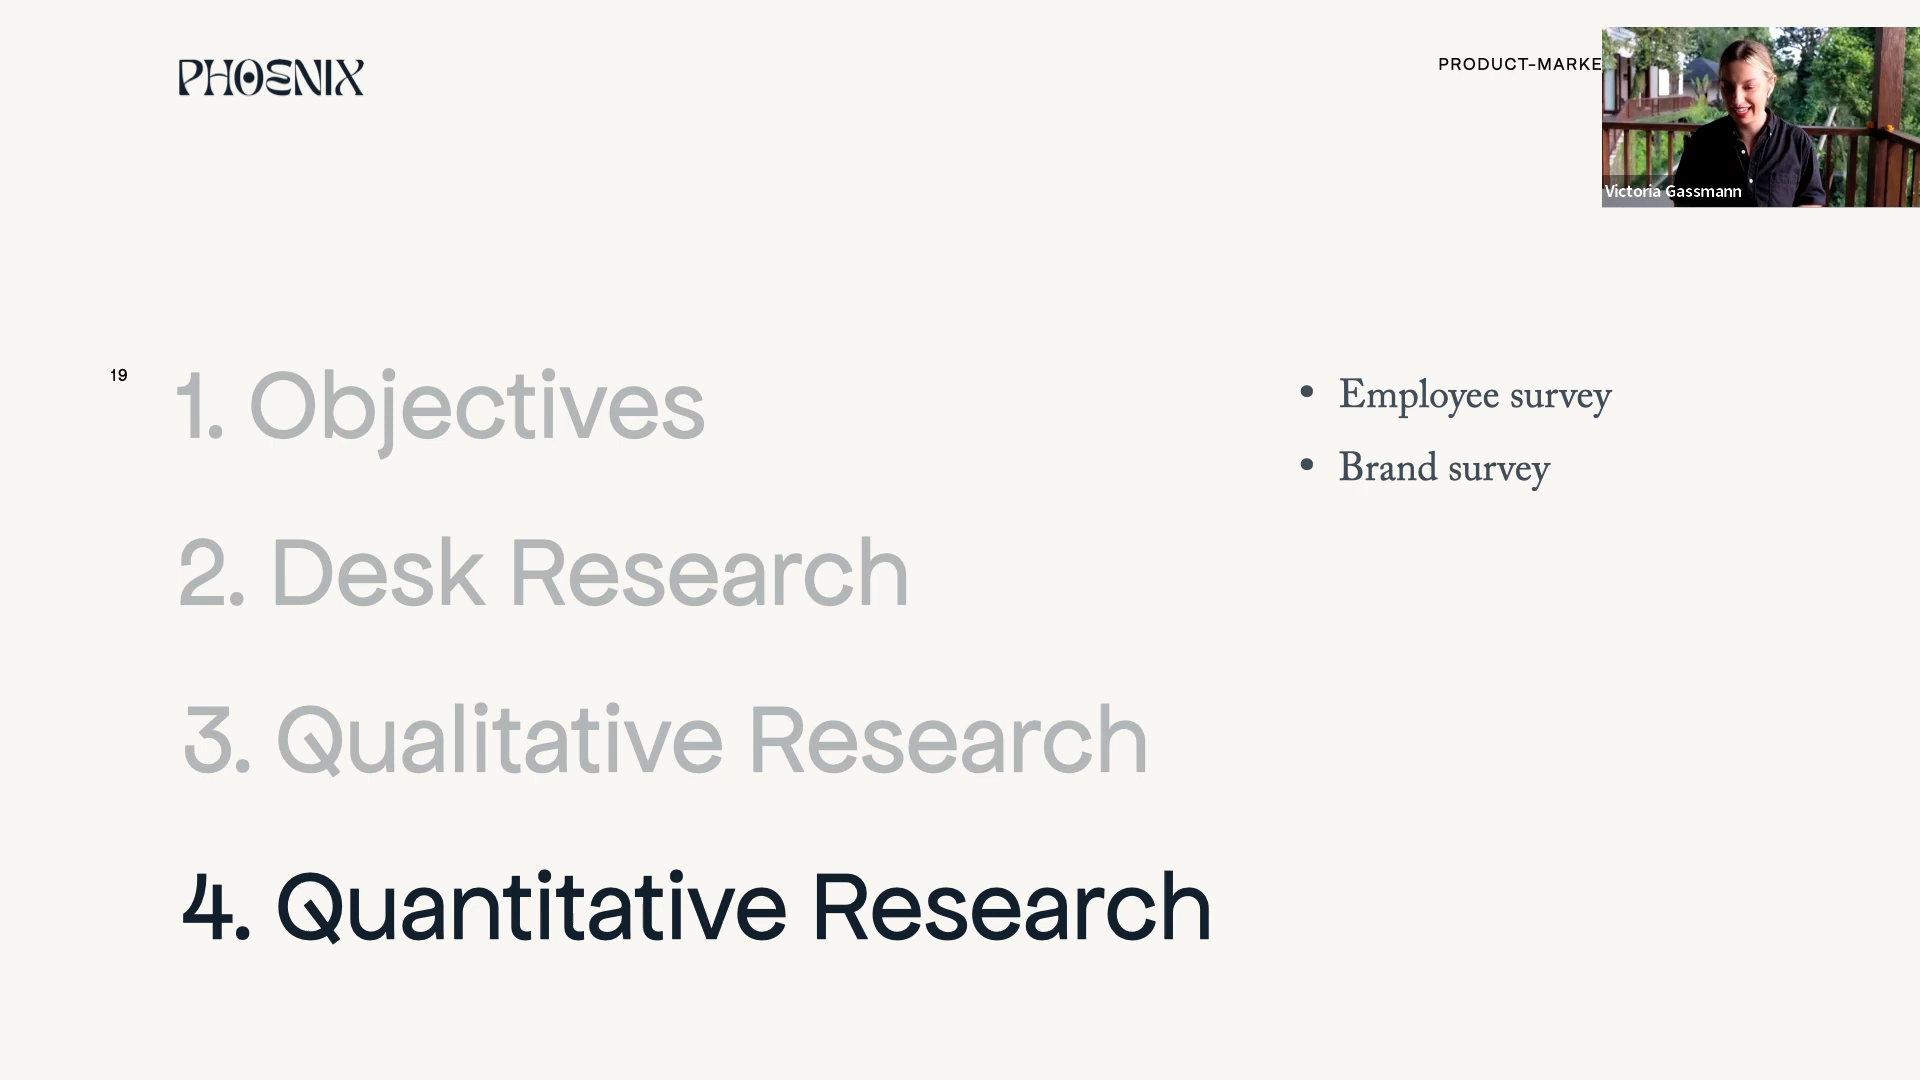 PHOENIX
PRODUCT-MARKE
Victoria Gassmann
19
1. Objectives
2. Desk Research
3. Qualitative Research
4. Quantitative Research
• Employee survey
• Brand survey